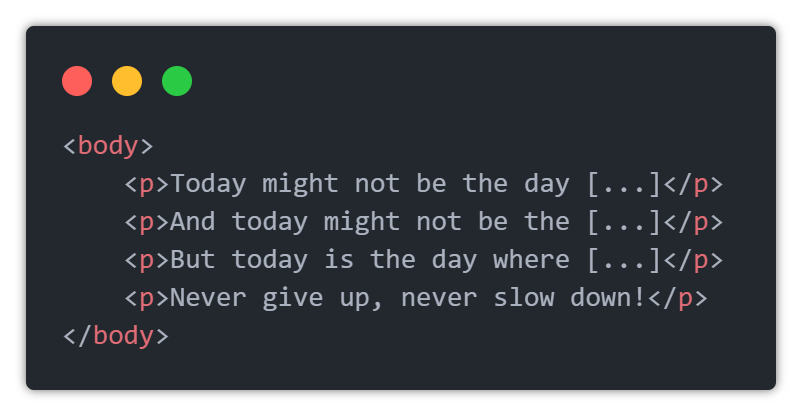 <body>
    <p>Today might not be the day [...]</p>
    <p>And today might not be the [...]</p>
    <p>But today is the day where [...]</p>
    <p>Never give up, never slow down!</p>
</body>